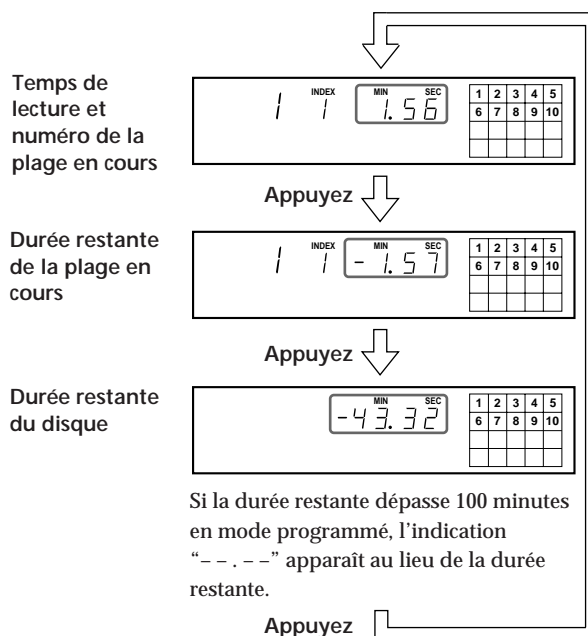 Temps de
lecture et
numéro de la
plage en cours
INDEX MIN SEC
1 1 1.56
1 2 3 4 5
6 7 8 9 10
Appuyez
Durée restante
de la plage en
cours
INDEX MIN SEC
1 1 -1.57
1 2 3 4 5
6 7 8 9 10
Appuyez
Durée restante
du disque
MIN SEC
-43.32
1 2 3 4 5
6 7 8 9 10
Si la durée restante dépasse 100 minutes
en mode programmé, l'indication
“– – . – –” apparaît au lieu de la durée
restante.
Appuyez